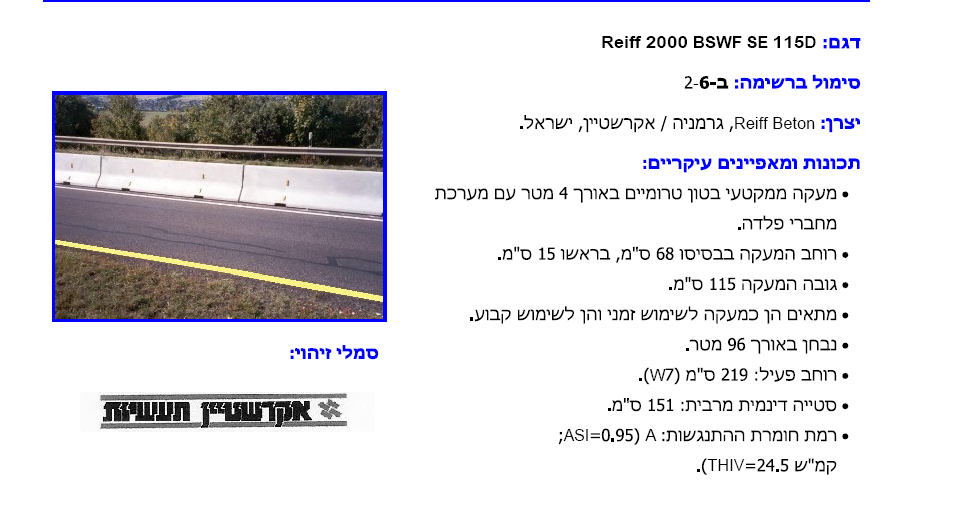 דגם: Reiff 2000 BSWF SE 115D
סימול ברשימה: ב-6-2
יצרן: Reiff Beton, גרמניה / אקרשטיין, ישראל.
תכונות ומאפיינים עיקריים:
• מעקה ממקטעי בטון טרומיים באורך 4 מטר עם מערכת
מחברי פלדה.
• רוחב המעקה בבסיסו 68 ס"מ, בראשו 15 ס"מ.
• גובה המעקה 115 ס"מ.
• מתאים הן כמעקה לשימוש זמני והן לשימוש קבוע.
• נבחן באורך 96 מטר.
• רוחב פעיל: 219 ס"מ (W7).
• סטייה דינמית מרבית: 151 ס"מ.
• רמת חומרת ההתנגשות: A (ASI=0.95;
THIV=24.5 קמ"ש).
סמלי זיהוי:
אקרשטיין תעשיות